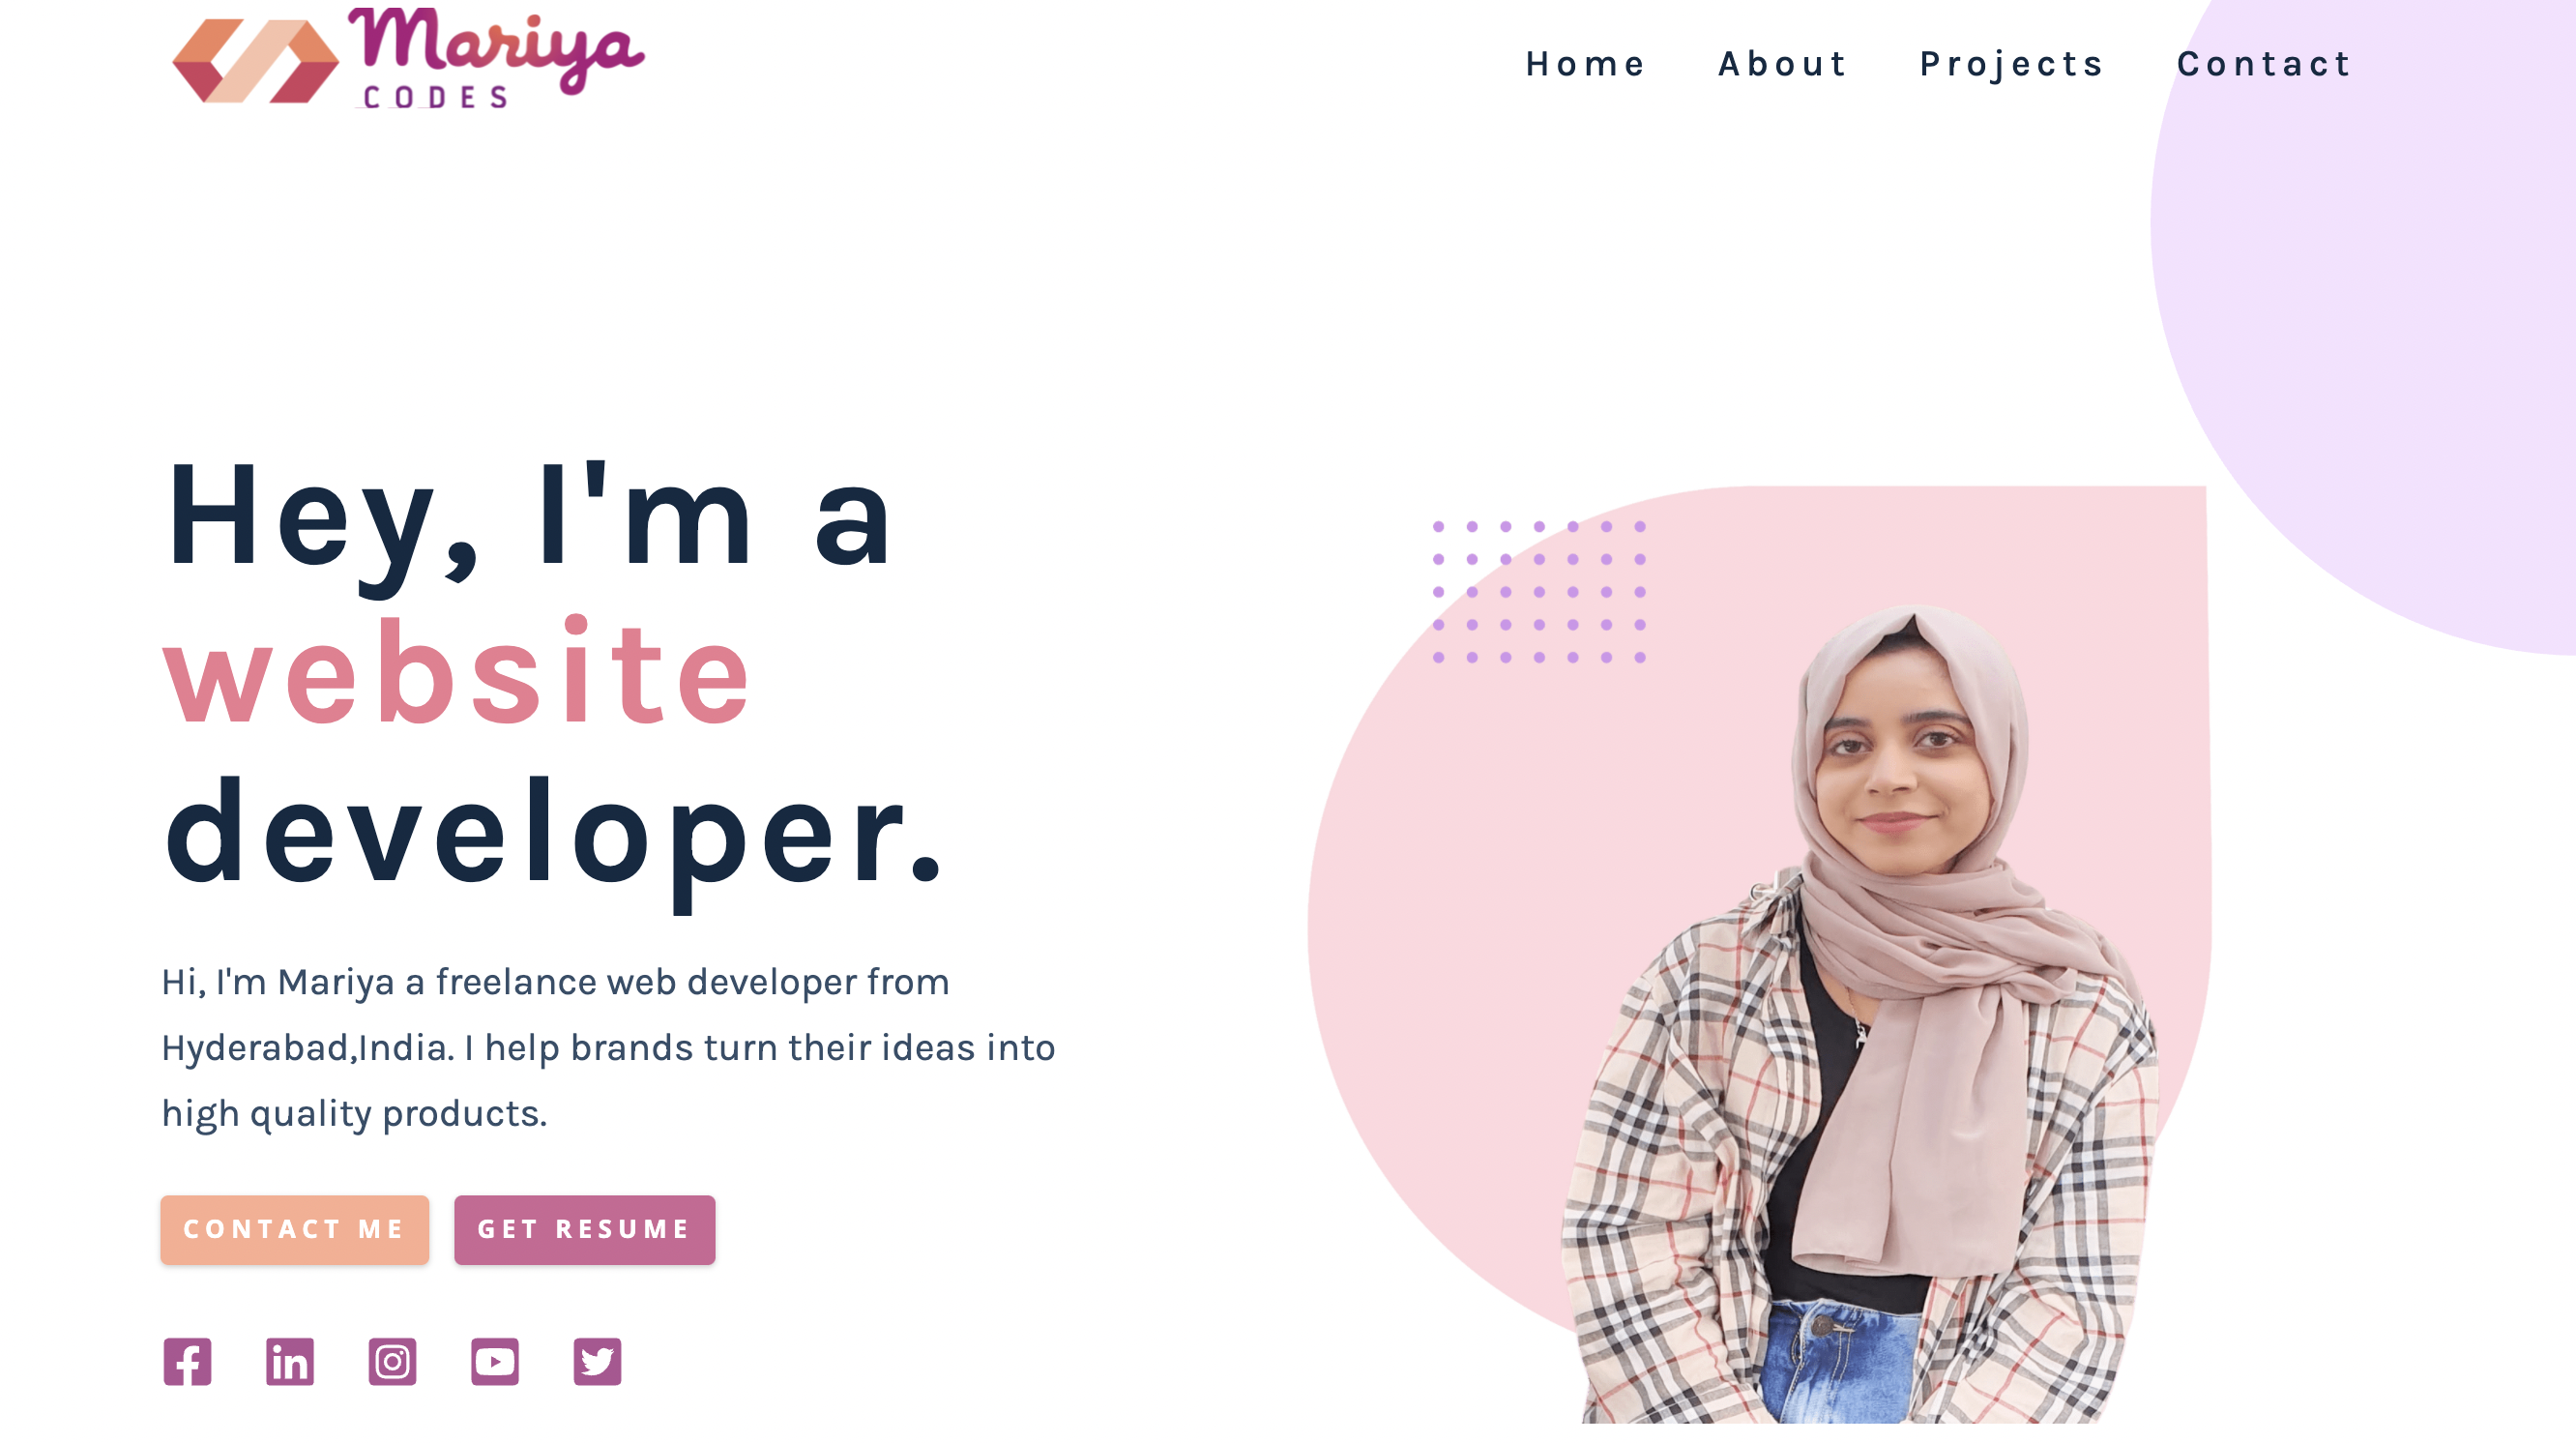 Mariya
CODES
Home About Projects Contact
Hey, I'm a
website
developer.
Hi, I'm Mariya a freelance web developer from
Hyderabad,India. I help brands turn their ideas into
high quality products.
CONTACT ME GET RESUME